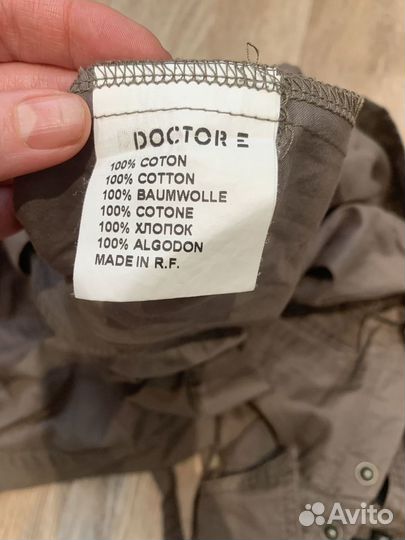 DOCTOR E
100% COTON
100% COTTON
100% BAUMWOLLE
100% COTONE
100% ХЛОПОК
100% ALGODON
MADE IN R.F.
Avito